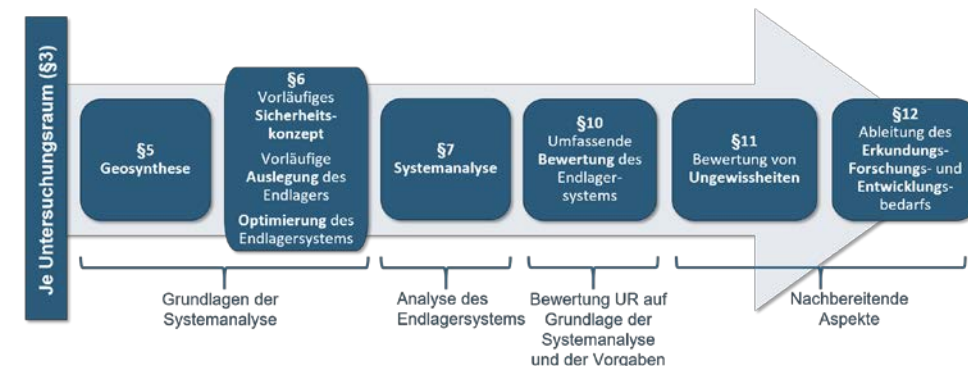 Je Untersuchungsraum (§3)
§5
Geosynthese
§6
Vorläufiges
Sicherheits-
konzept
Vorläufige
Auslegung des
Endlagers
Optimierung des
Endlagersystems
§7
Systemanalyse
§10
Umfassende
Bewertung des
Endlager-
systems
§11
Bewertung von
Ungewissheiten
§12
Ableitung des
Erkundungs-
Forschungs- und
Entwicklungs-
bedarfs
Grundlagen der
Systemanalyse
Analyse des
Endlagersystems
Bewertung UR auf
Grundlage der
Systemanalyse
und der Vorgaben
Nachbereitende
Aspekte